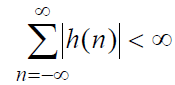 ∞
∑|h(n)| < ∞
n=−∞